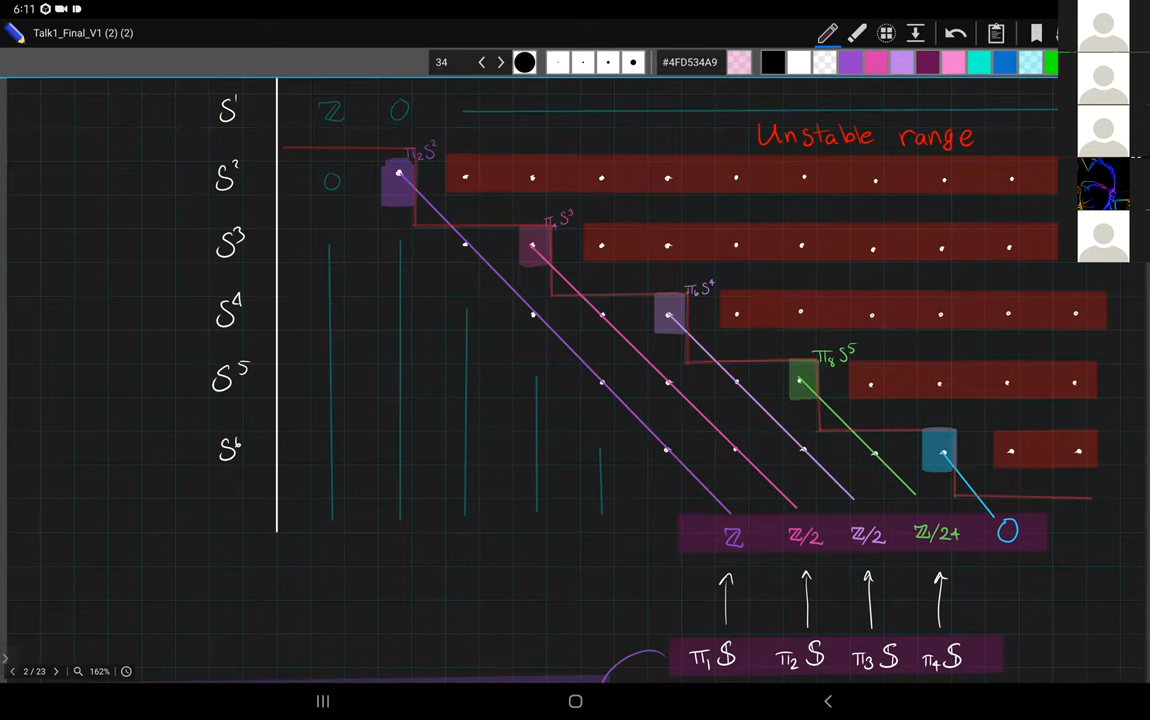 6:11
Talk1_Final_V1 (2) (2)
34
#4FD534A9
S¹ ℤ 0
Unstable range
S² 0 π₂S²
S³ π₄S³
S⁴ π₆S⁴
S⁵ π₈S⁵
S⁶
ℤ ℤ/2 ℤ/2 ℤ/24 0
π₁𝕊 π₂𝕊 π₃𝕊 π₄𝕊
2 / 23 162%